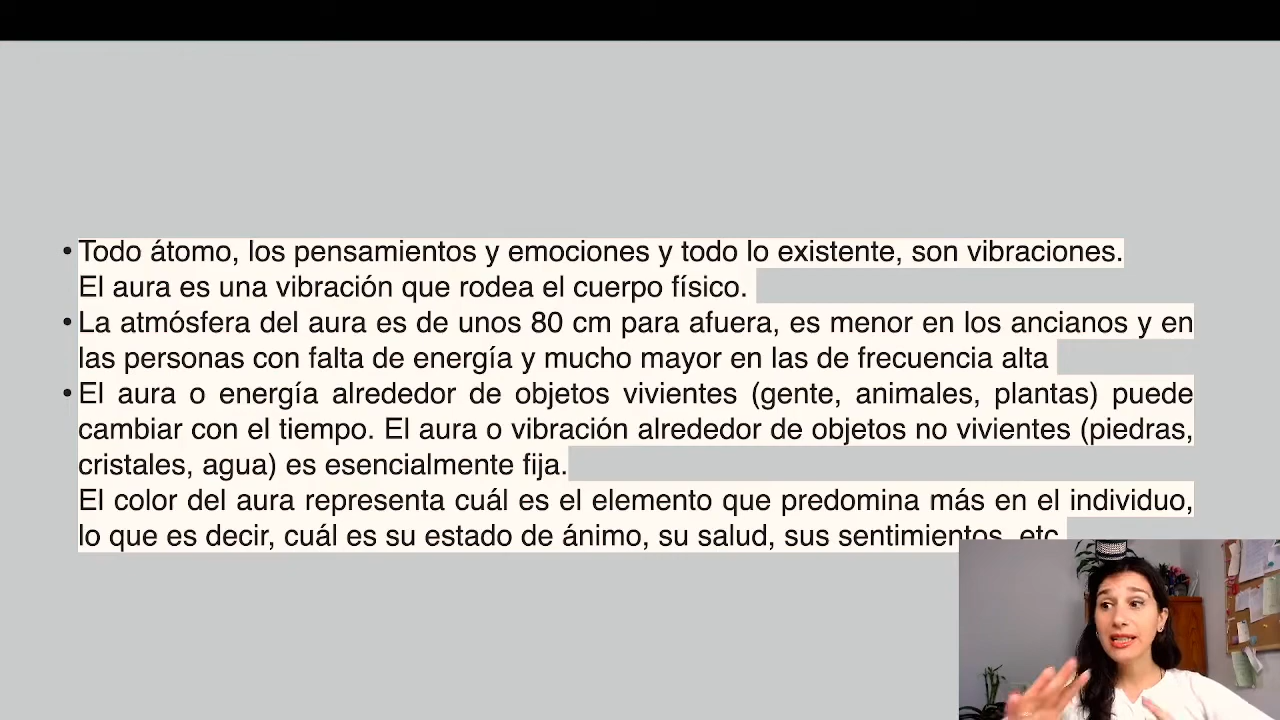 • Todo átomo, los pensamientos y emociones y todo lo existente, son vibraciones.
El aura es una vibración que rodea el cuerpo físico.
• La atmósfera del aura es de unos 80 cm para afuera, es menor en los ancianos y en
las personas con falta de energía y mucho mayor en las de frecuencia alta
• El aura o energía alrededor de objetos vivientes (gente, animales, plantas) puede
cambiar con el tiempo. El aura o vibración alrededor de objetos no vivientes (piedras,
cristales, agua) es esencialmente fija.
El color del aura representa cuál es el elemento que predomina más en el individuo,
lo que es decir, cuál es su estado de ánimo, su salud, sus sentimientos, etc